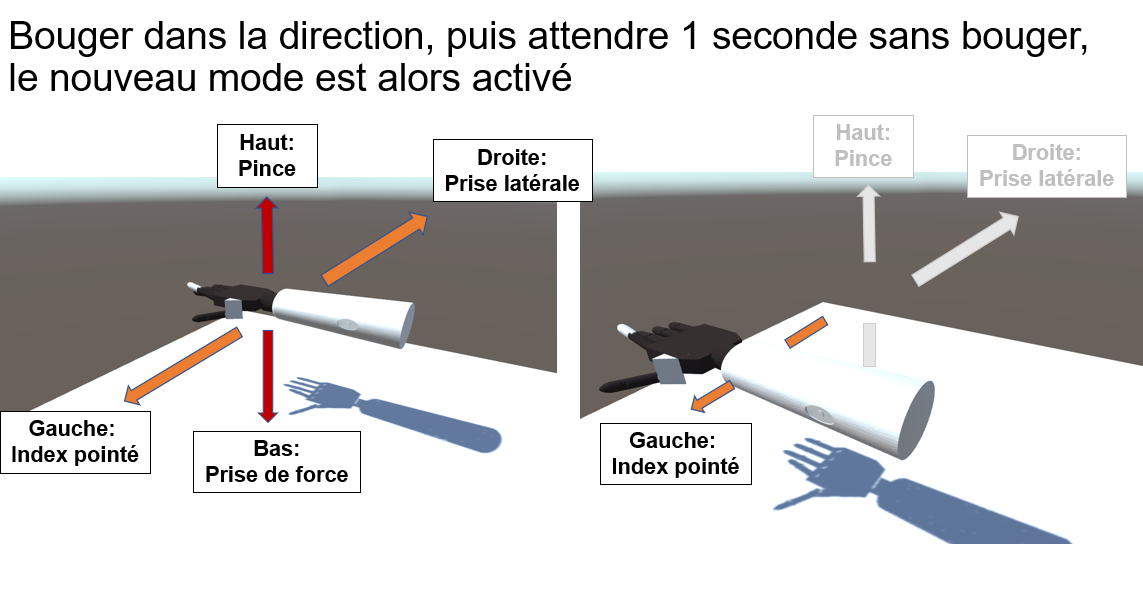 Bouger dans la direction, puis attendre 1 seconde sans bouger,
le nouveau mode est alors activé
Haut:
Pince
Droite:
Prise latérale
Gauche:
Index pointé
Bas:
Prise de force
Haut:
Pince
Droite:
Prise latérale
Gauche:
Index pointé